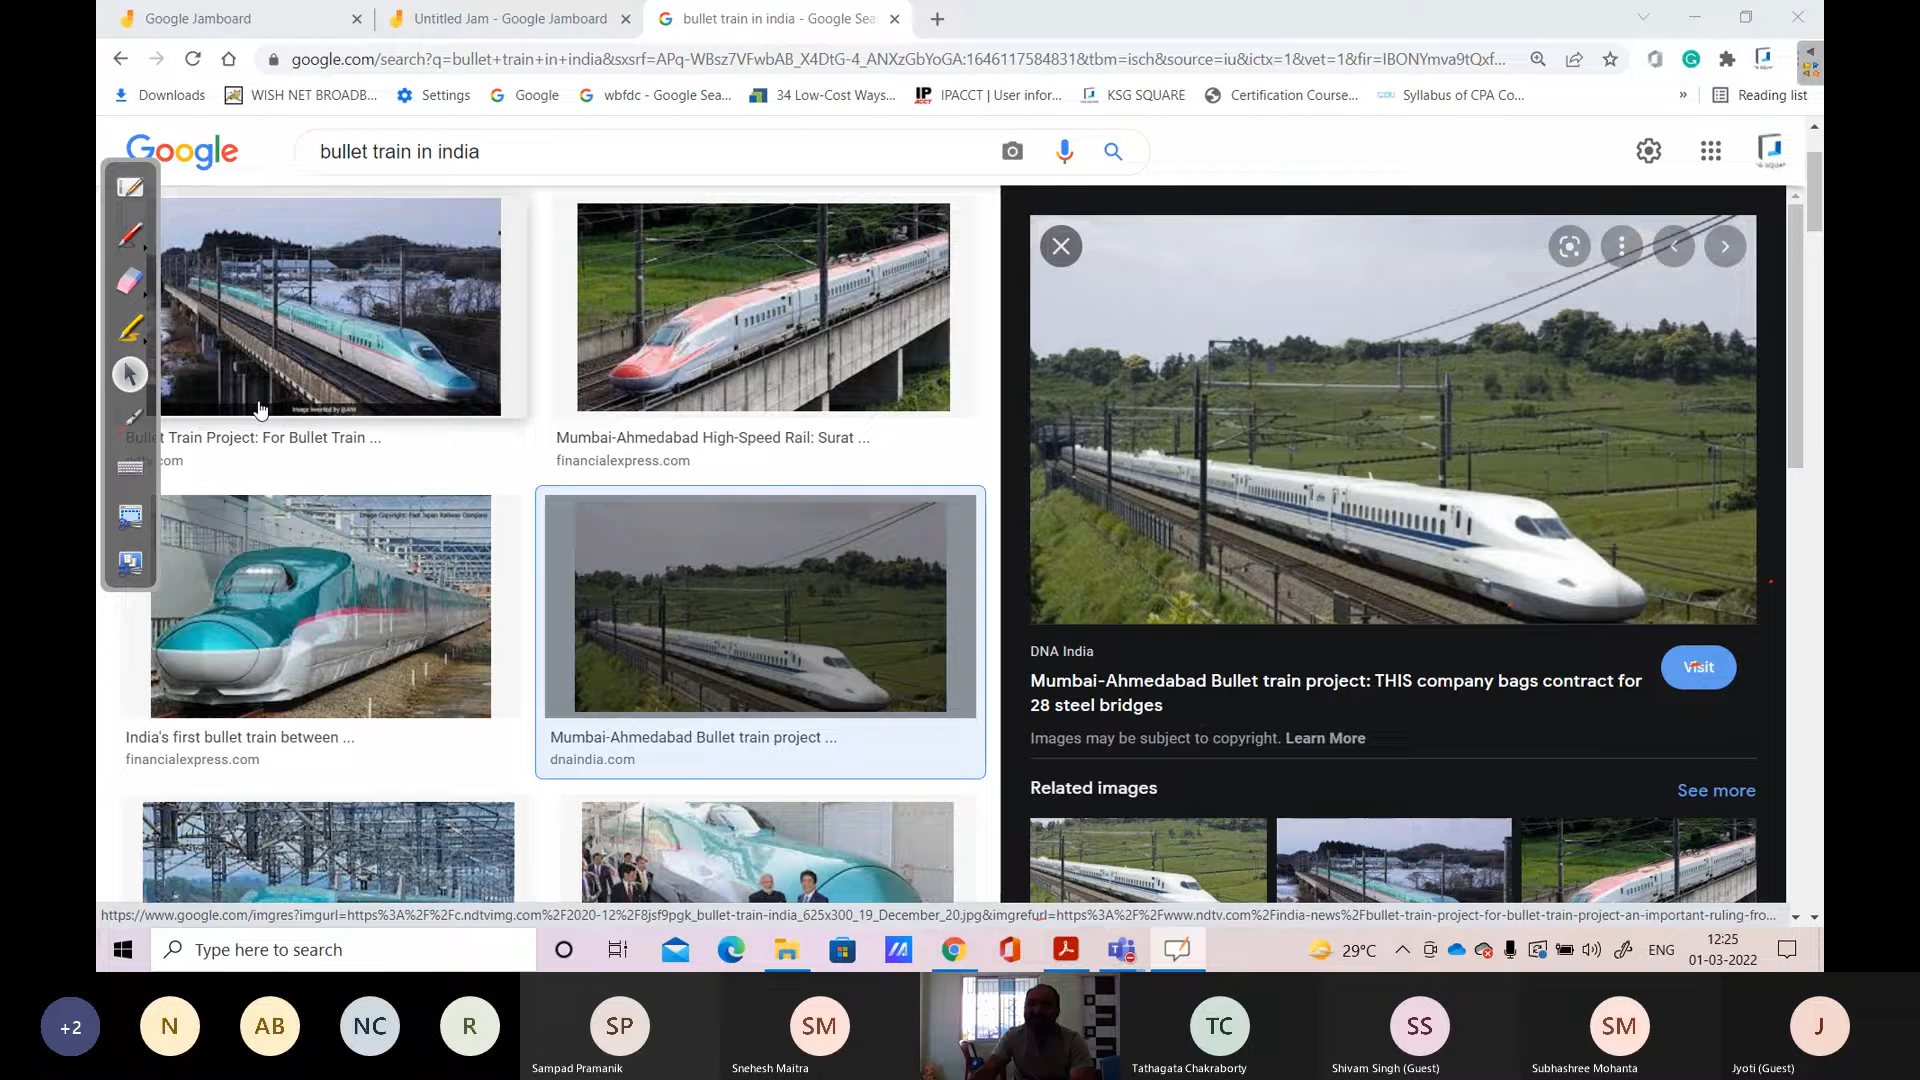 Google Jamboard
Untitled Jam - Google Jamboard
bullet train in india - Google Sea
google.com/search?q=bullet+train+in+india&sxsrf=APq-WBsz7VFwbAB_X4DtG-4_ANXzGbYoGA:1646117584831&tbm=isch&source=iu&ictx=1&vet=1&fir=IBONYmva9tQxf...
Downloads
WISH NET BROADB...
Settings
Google
wbfdc - Google Sea...
34 Low-Cost Ways...
IPACCT | User infor...
KSG SQUARE
Certification Course...
Syllabus of CPA Co...
»
Reading list
Google
bullet train in india
Bullet Train Project: For Bullet Train ...
.com
Mumbai-Ahmedabad High-Speed Rail: Surat ...
financialexpress.com
India's first bullet train between ...
financialexpress.com
Mumbai-Ahmedabad Bullet train project ...
dnaindia.com
DNA India
Mumbai-Ahmedabad Bullet train project: THIS company bags contract for
28 steel bridges
Visit
Images may be subject to copyright. Learn More
Related images
See more
https://www.google.com/imgres?imgurl=https%3A%2F%2Fc.ndtvimg.com%2F2020-12%2F8jsf9pgk_bullet-train-india_625x300_19_December_20.jpg&imgrefurl=https%3A%2F%2Fwww.ndtv.com%2Findia-news%2Fbullet-train-project-for-bullet-train-project-an-important-ruling-fro...
Type here to search
29°C
ENG
12:25
01-03-2022
+2
N
AB
NC
R
SP
Sampad Pramanik
SM
Snehesh Maitra
TC
Tathagata Chakraborty
SS
Shivam Singh (Guest)
SM
Subhashree Mohanta
J
Jyoti (Guest)